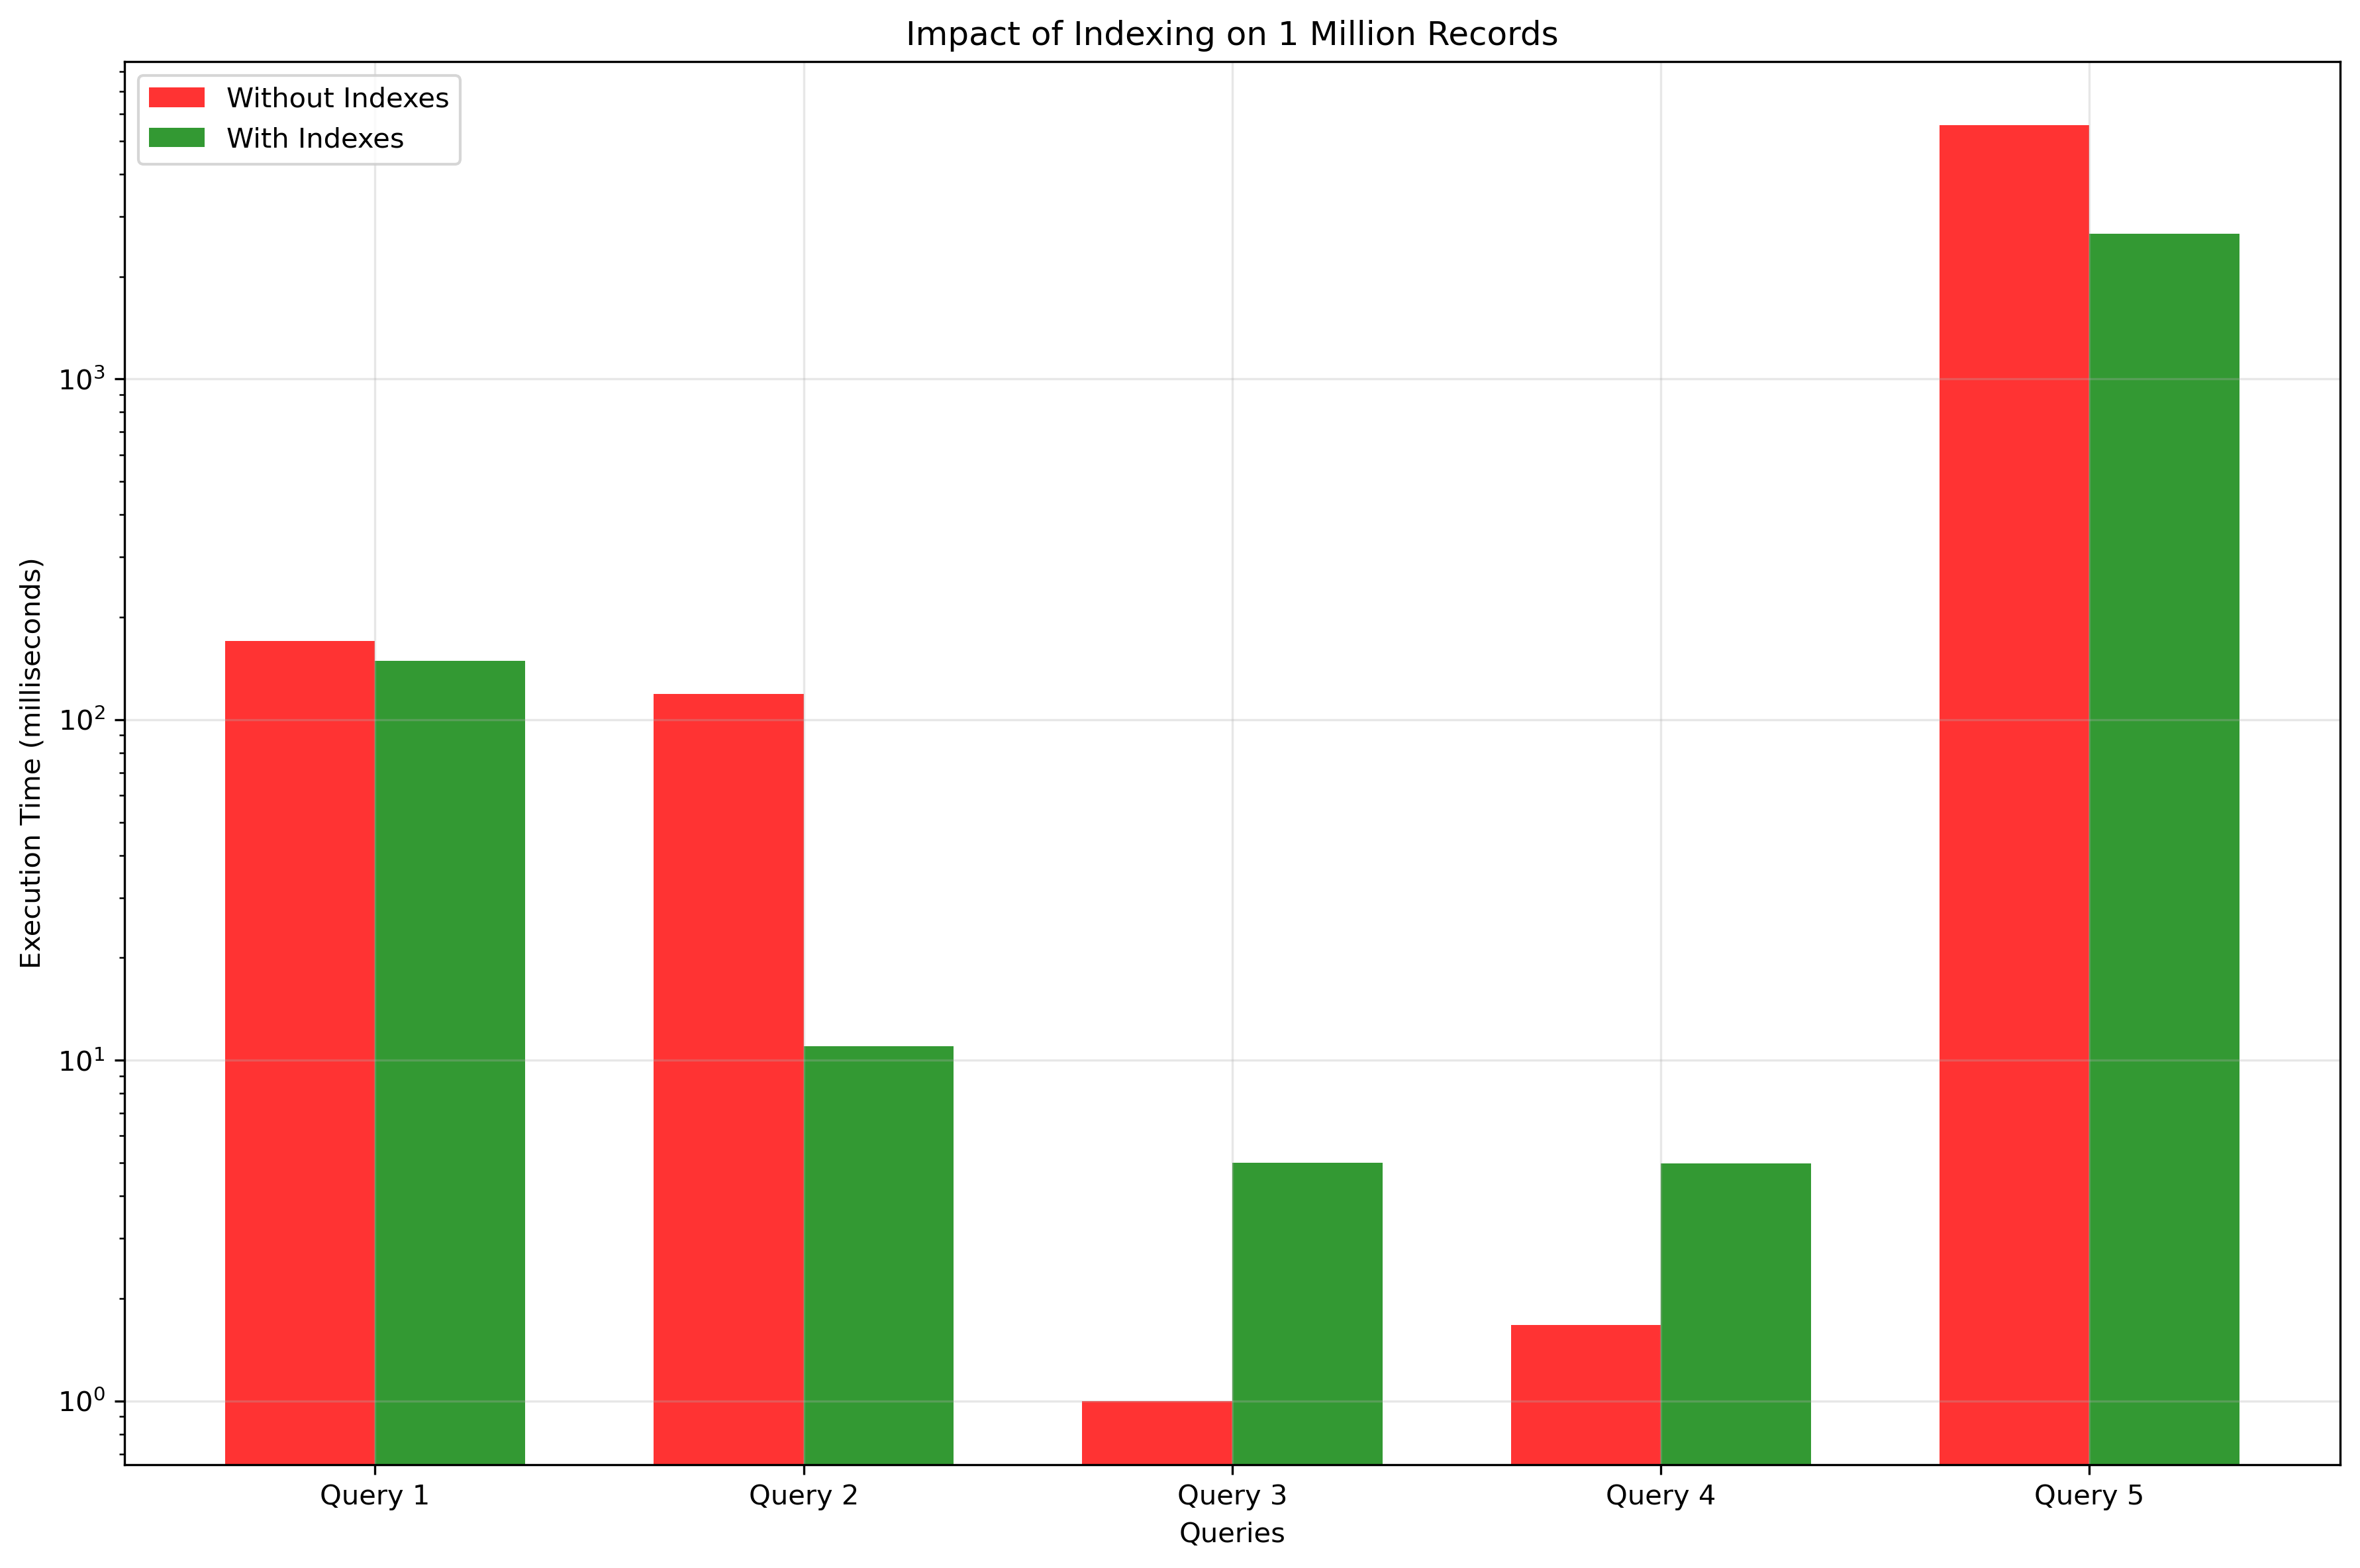 Impact of Indexing on 1 Million Records
Without Indexes
With Indexes
Execution Time (milliseconds)
10³
10²
10¹
10⁰
Query 1
Query 2
Query 3
Query 4
Query 5
Queries